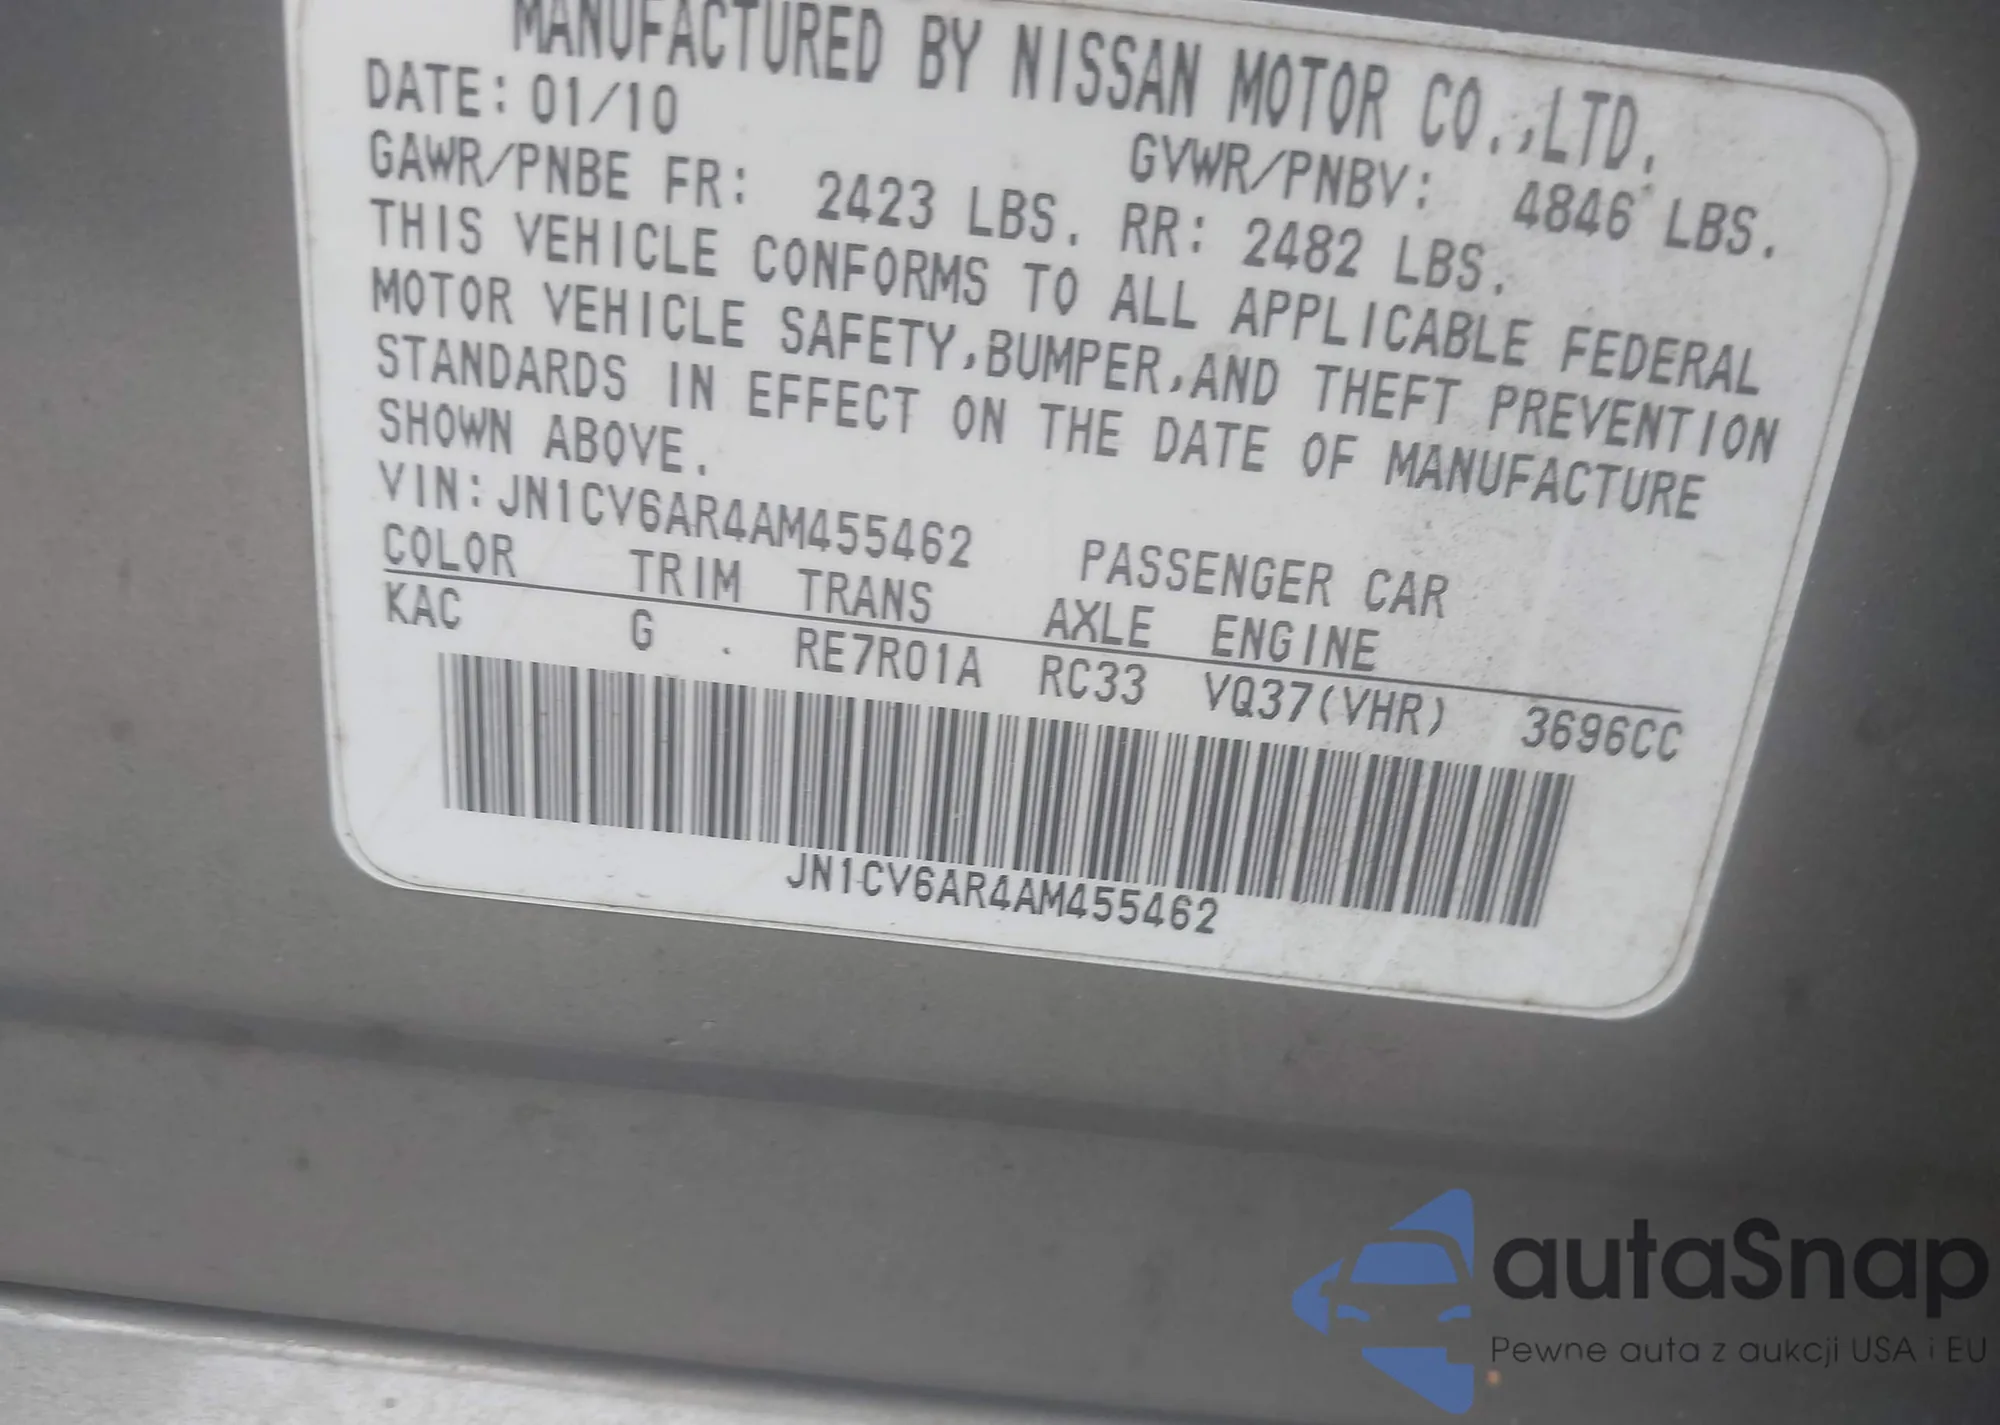 MANUFACTURED BY NISSAN MOTOR CO.,LTD.
DATE: 01/10 GVWR/PNBV: 4846 LBS.
GAWR/PNBE FR: 2423 LBS. RR: 2482 LBS.
THIS VEHICLE CONFORMS TO ALL APPLICABLE FEDERAL
MOTOR VEHICLE SAFETY,BUMPER,AND THEFT PREVENTION
STANDARDS IN EFFECT ON THE DATE OF MANUFACTURE
SHOWN ABOVE.
VIN:JN1CV6AR4AM455462 PASSENGER CAR
COLOR TRIM TRANS AXLE ENGINE
KAC G RE7R01A RC33 VQ37(VHR) 3696CC
JN1CV6AR4AM455462
autaSnap
Pewne auta z aukcji USA i EU